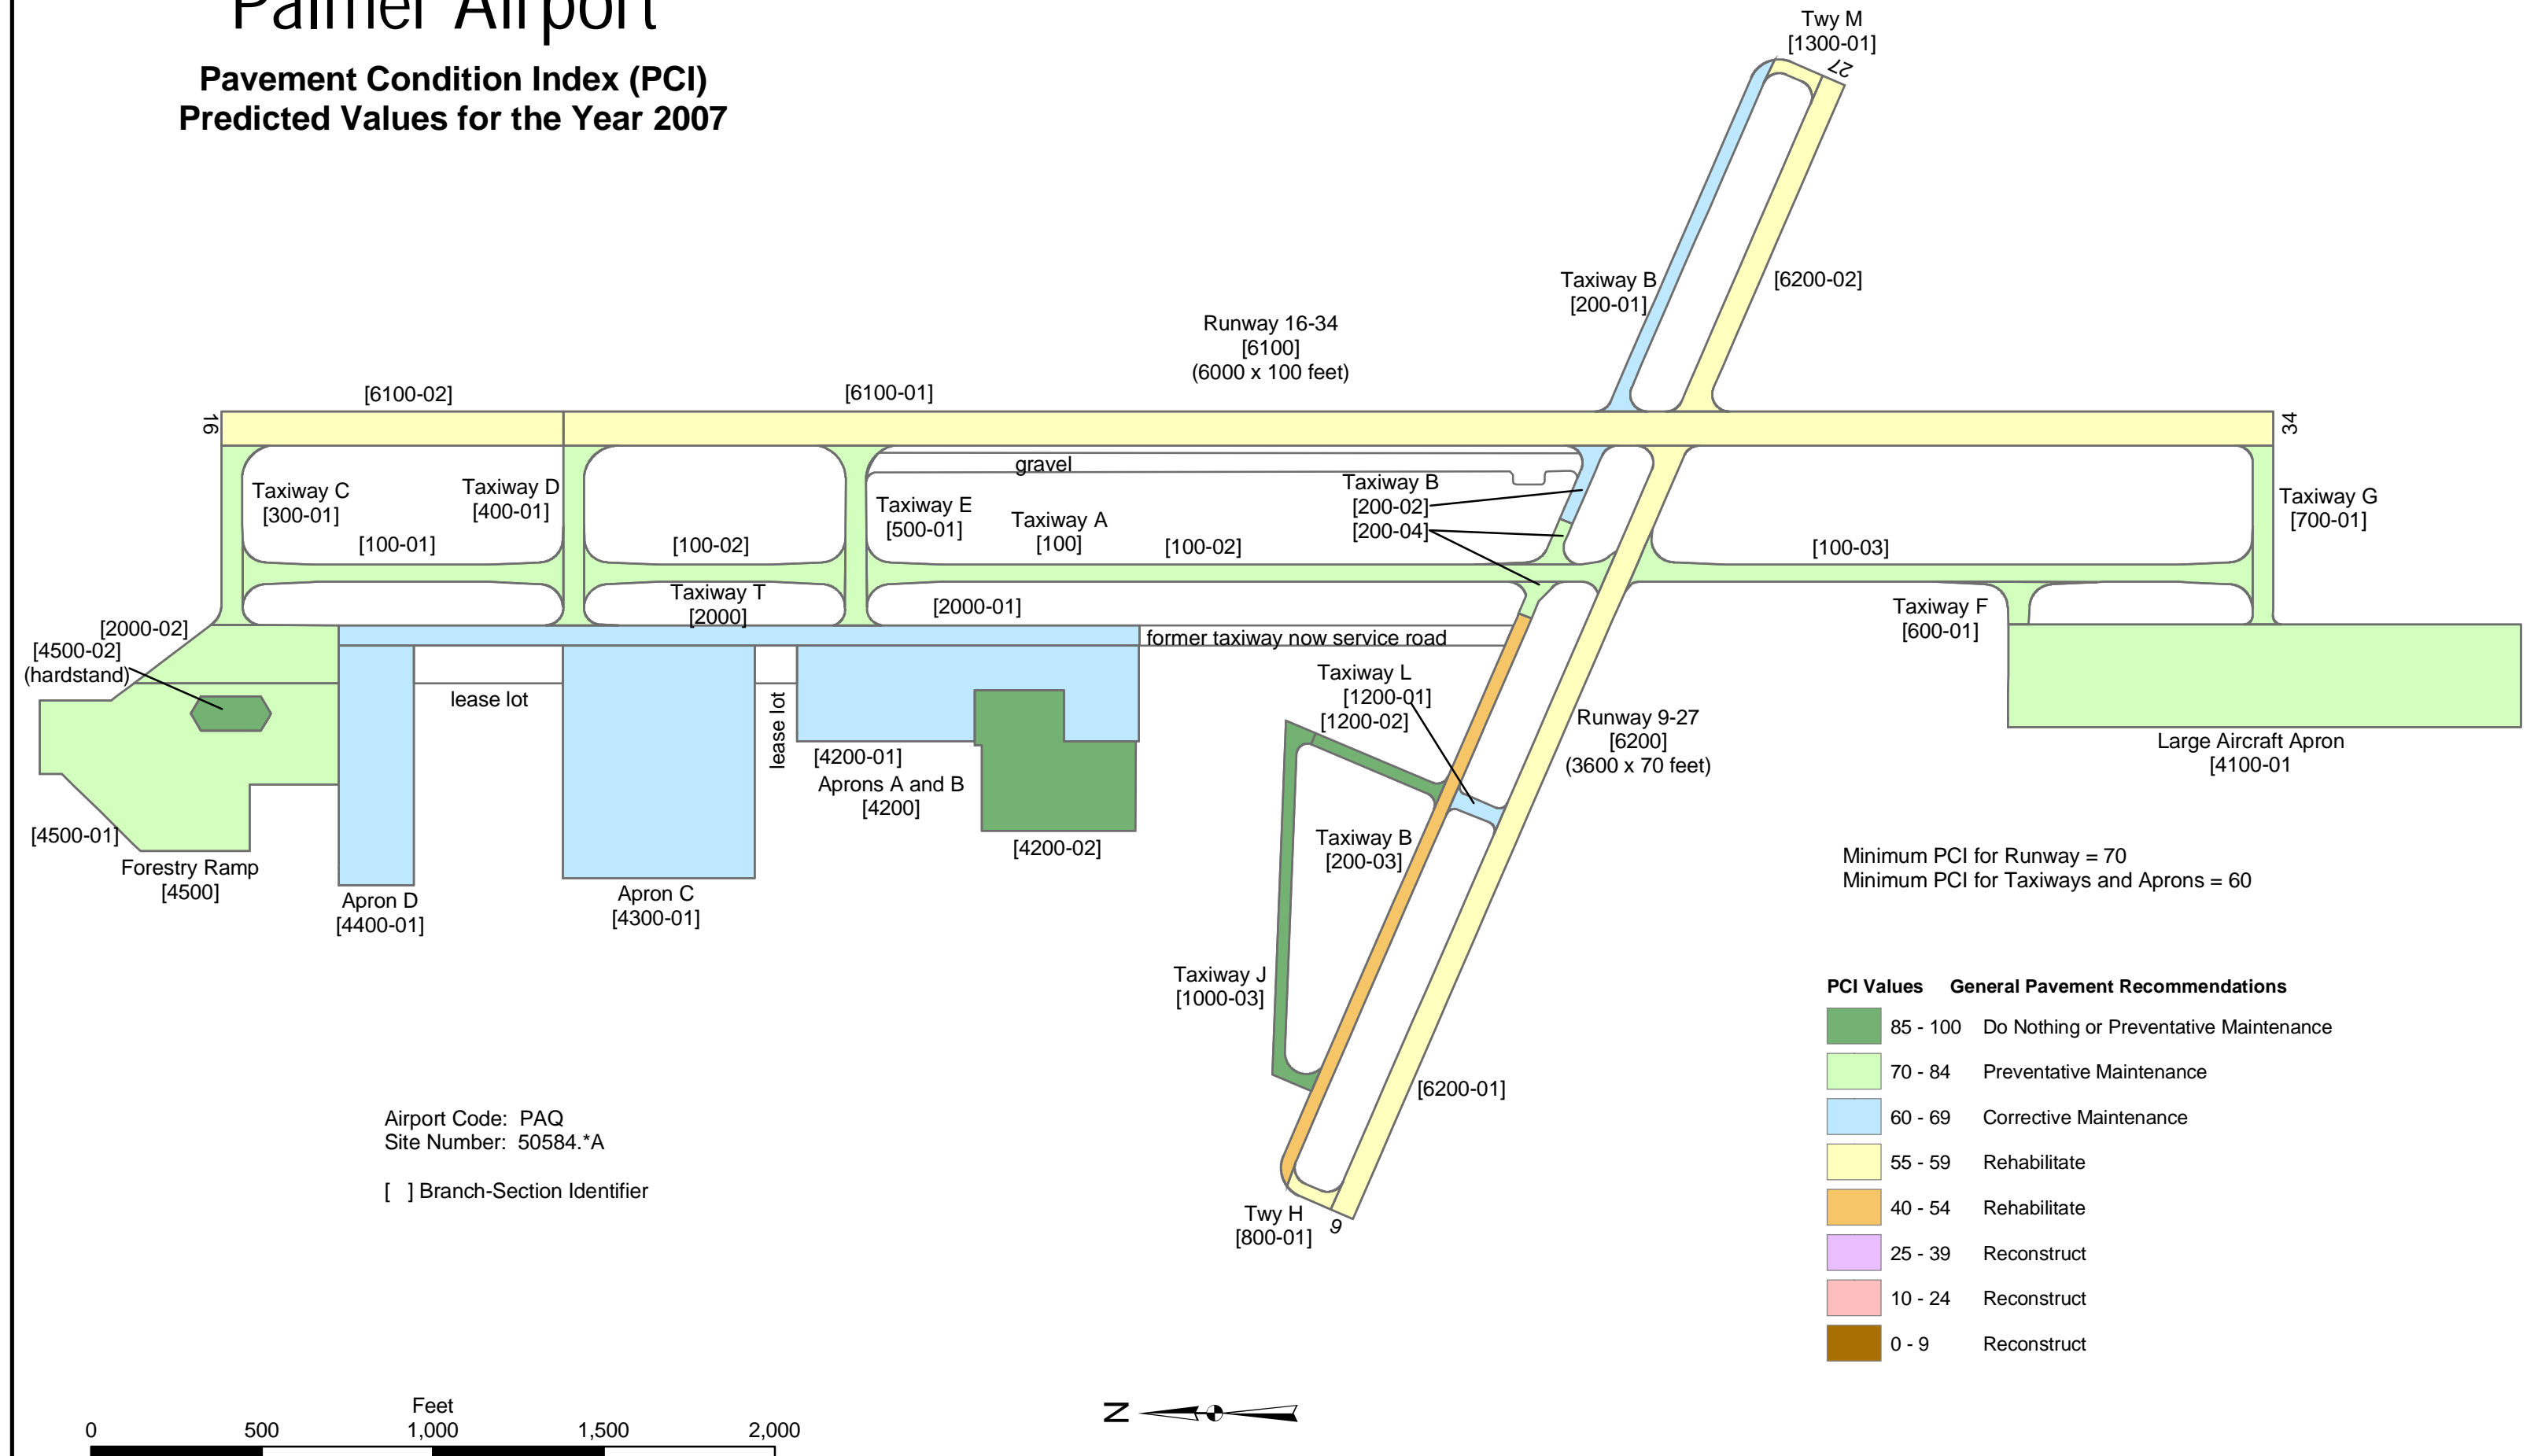 Palmer Airport
Pavement Condition Index (PCI)
Predicted Values for the Year 2007
Twy M
[1300-01]
27
Taxiway B
[200-01]
[6200-02]
Runway 16-34
[6100]
(6000 x 100 feet)
[6100-02]
[6100-01]
16
34
gravel
Taxiway C
[300-01]
Taxiway D
[400-01]
Taxiway E
[500-01]
Taxiway A
[100]
Taxiway B
[200-02]
[200-04]
Taxiway G
[700-01]
[100-01]
[100-02]
[100-02]
[100-03]
Taxiway T
[2000]
[2000-01]
Taxiway F
[600-01]
[2000-02]
[4500-02]
(hardstand)
former taxiway now service road
lease lot
lease lot
Taxiway L
[1200-01]
[1200-02]
Runway 9-27
[6200]
(3600 x 70 feet)
Large Aircraft Apron
[4100-01
[4200-01]
Aprons A and B
[4200]
[4200-02]
Taxiway B
[200-03]
[4500-01]
Forestry Ramp
[4500]
Apron D
[4400-01]
Apron C
[4300-01]
Minimum PCI for Runway = 70
Minimum PCI for Taxiways and Aprons = 60
Taxiway J
[1000-03]
[6200-01]
Twy H
[800-01]
9
Airport Code: PAQ
Site Number: 50584.*A
[ ] Branch-Section Identifier
PCI Values General Pavement Recommendations
85 - 100 Do Nothing or Preventative Maintenance
70 - 84 Preventative Maintenance
60 - 69 Corrective Maintenance
55 - 59 Rehabilitate
40 - 54 Rehabilitate
25 - 39 Reconstruct
10 - 24 Reconstruct
0 - 9 Reconstruct
Feet
0 500 1,000 1,500 2,000
N